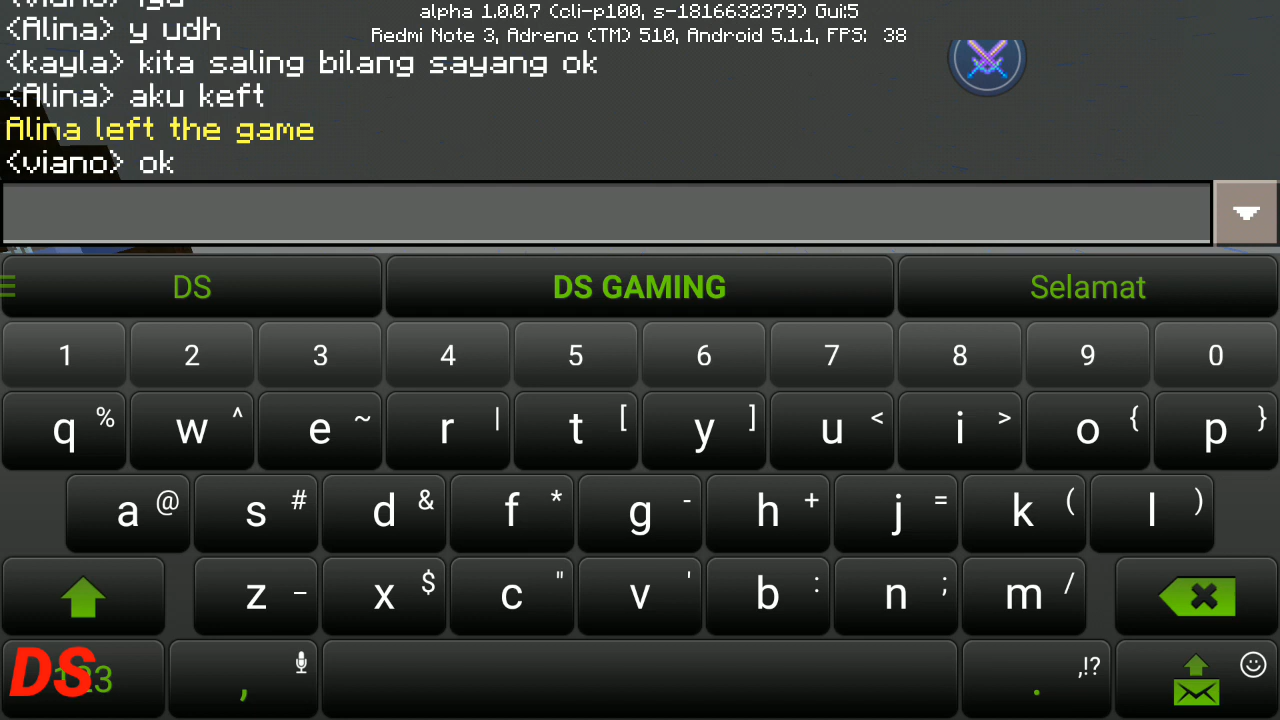 alpha 1.0.0.7 (cli-p100, s-1816632379) Gui:5
Redmi Note 3, Adreno (TM) 510, Android 5.1.1, FPS: 38
<Alina> y udh
<kayla> kita saling bilang sayang ok
<Alina> aku keft
Alina left the game
<viano> ok
DS DS GAMING Selamat
1 2 3 4 5 6 7 8 9 0
q % w ^ e ~ r | t [ y ] u < i > o { p }
a @ s # d & f * g - h + j = k ( l )
z _ x $ c " v ' b : n ; m /
DS 123 , . ,!?